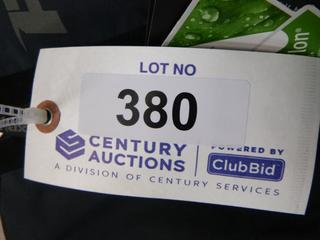 LOT NO
380
CENTURY
AUCTIONS
POWERED BY
ClubBid
A DIVISION OF CENTURY SERVICES